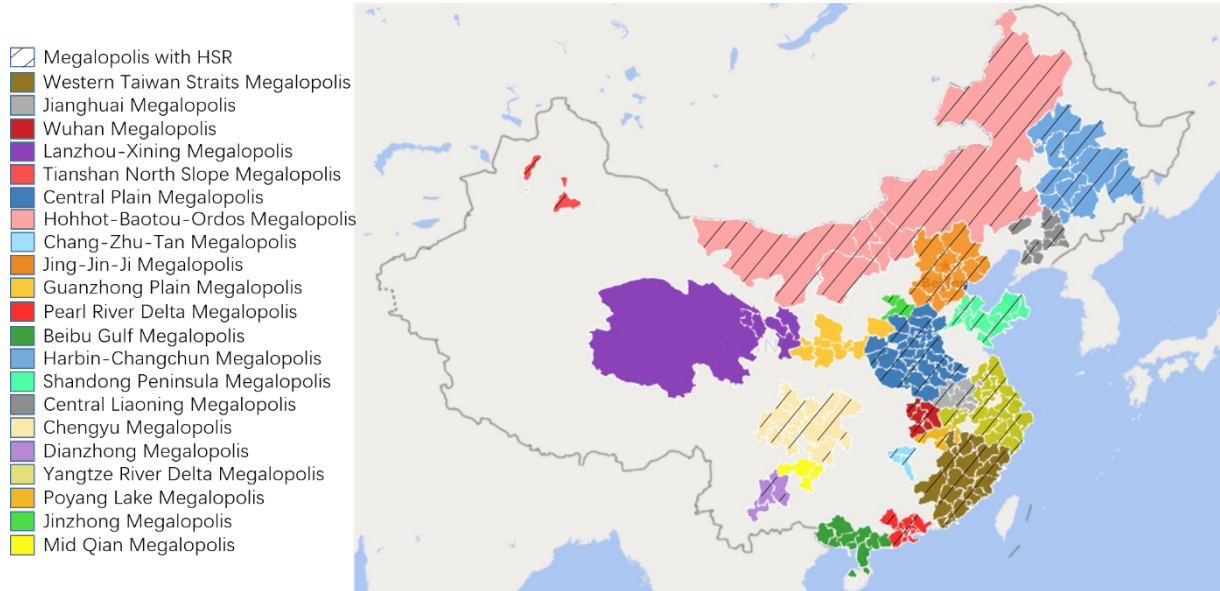 Megalopolis with HSR
Western Taiwan Straits Megalopolis
Jianghuai Megalopolis
Wuhan Megalopolis
Lanzhou-Xining Megalopolis
Tianshan North Slope Megalopolis
Central Plain Megalopolis
Hohhot-Baotou-Ordos Megalopolis
Chang-Zhu-Tan Megalopolis
Jing-Jin-Ji Megalopolis
Guanzhong Plain Megalopolis
Pearl River Delta Megalopolis
Beibu Gulf Megalopolis
Harbin-Changchun Megalopolis
Shandong Peninsula Megalopolis
Central Liaoning Megalopolis
Chengyu Megalopolis
Dianzhong Megalopolis
Yangtze River Delta Megalopolis
Poyang Lake Megalopolis
Jinzhong Megalopolis
Mid Qian Megalopolis